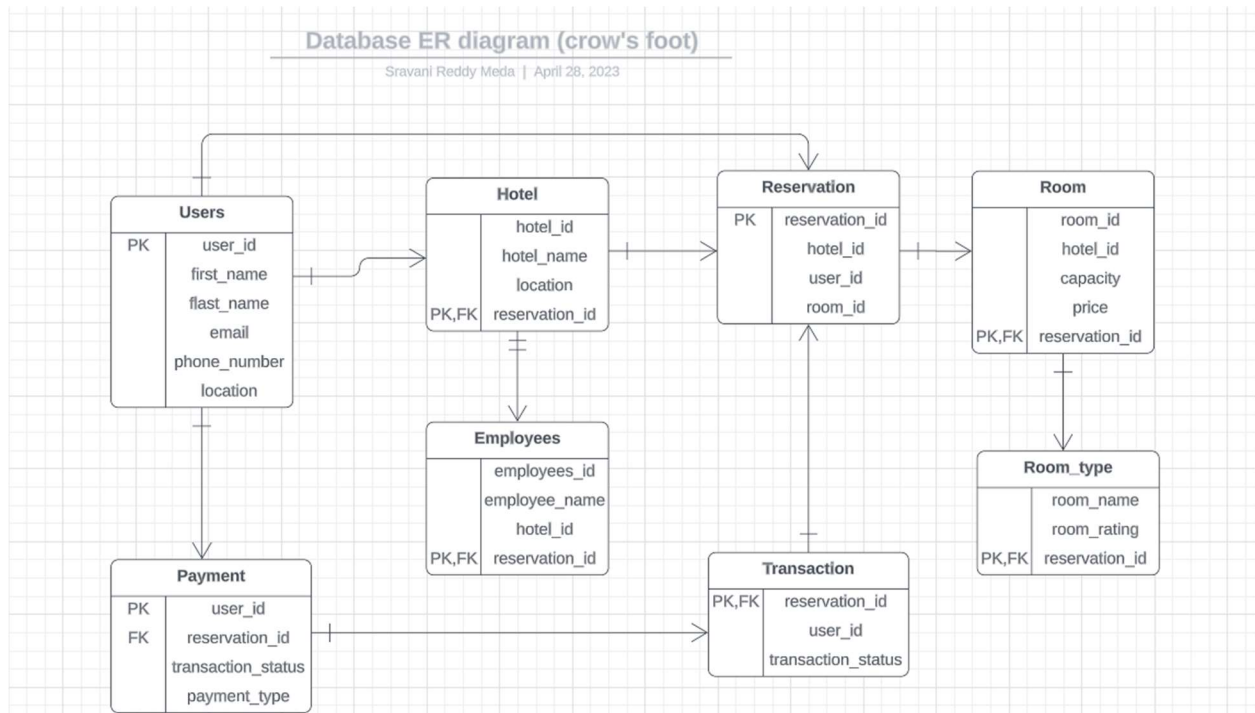 Database ER diagram (crow's foot)
Sravani Reddy Meda | April 28, 2023
Users
PK user_id
first_name
flast_name
email
phone_number
location
Hotel
hotel_id
hotel_name
location
PK,FK reservation_id
Reservation
PK reservation_id
hotel_id
user_id
room_id
Room
room_id
hotel_id
capacity
price
PK,FK reservation_id
Employees
employees_id
employee_name
hotel_id
PK,FK reservation_id
Room_type
room_name
room_rating
PK,FK reservation_id
Payment
PK user_id
FK reservation_id
transaction_status
payment_type
Transaction
PK,FK reservation_id
user_id
transaction_status